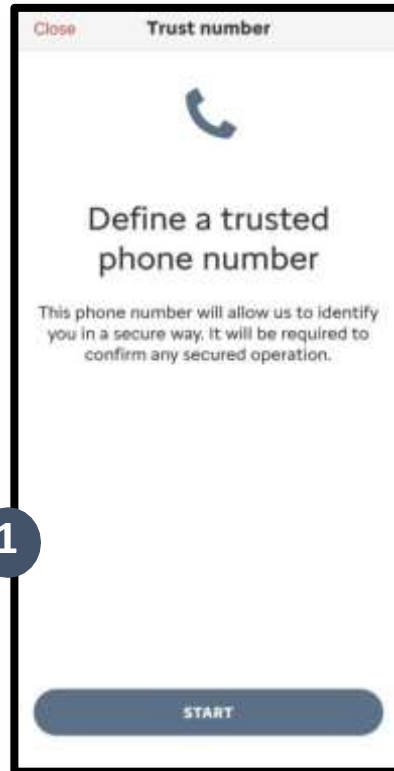 Close Trust number
Define a trusted
phone number
This phone number will allow us to identify
you in a secure way. It will be required to
confirm any secured operation.
1
START